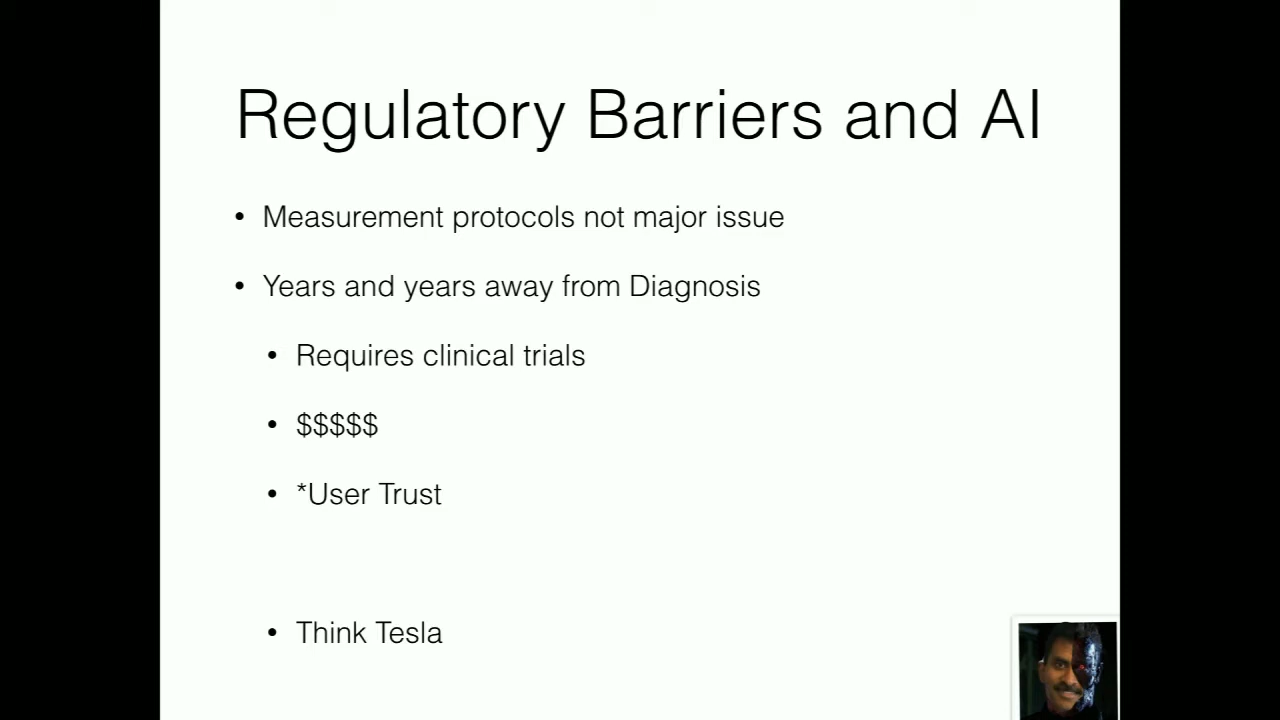 Regulatory Barriers and AI
• Measurement protocols not major issue
• Years and years away from Diagnosis
• Requires clinical trials
• $$$$$
• *User Trust
• Think Tesla